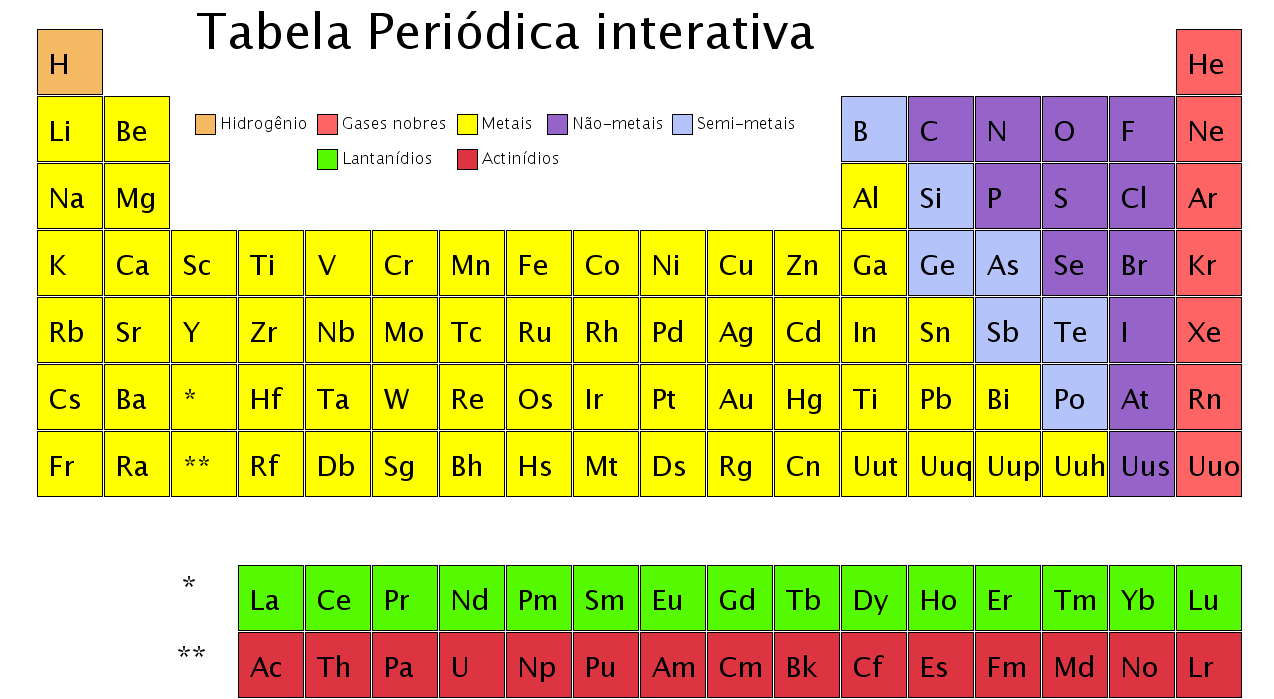 Tabela Periódica interativa
H He
Hidrogênio Gases nobres Metais Não-metais Semi-metais
Lantanídios Actinídios
Li Be B C N O F Ne
Na Mg Al Si P S Cl Ar
K Ca Sc Ti V Cr Mn Fe Co Ni Cu Zn Ga Ge As Se Br Kr
Rb Sr Y Zr Nb Mo Tc Ru Rh Pd Ag Cd In Sn Sb Te I Xe
Cs Ba * Hf Ta W Re Os Ir Pt Au Hg Ti Pb Bi Po At Rn
Fr Ra ** Rf Db Sg Bh Hs Mt Ds Rg Cn Uut Uuq Uup Uuh Uus Uuo
* La Ce Pr Nd Pm Sm Eu Gd Tb Dy Ho Er Tm Yb Lu
** Ac Th Pa U Np Pu Am Cm Bk Cf Es Fm Md No Lr